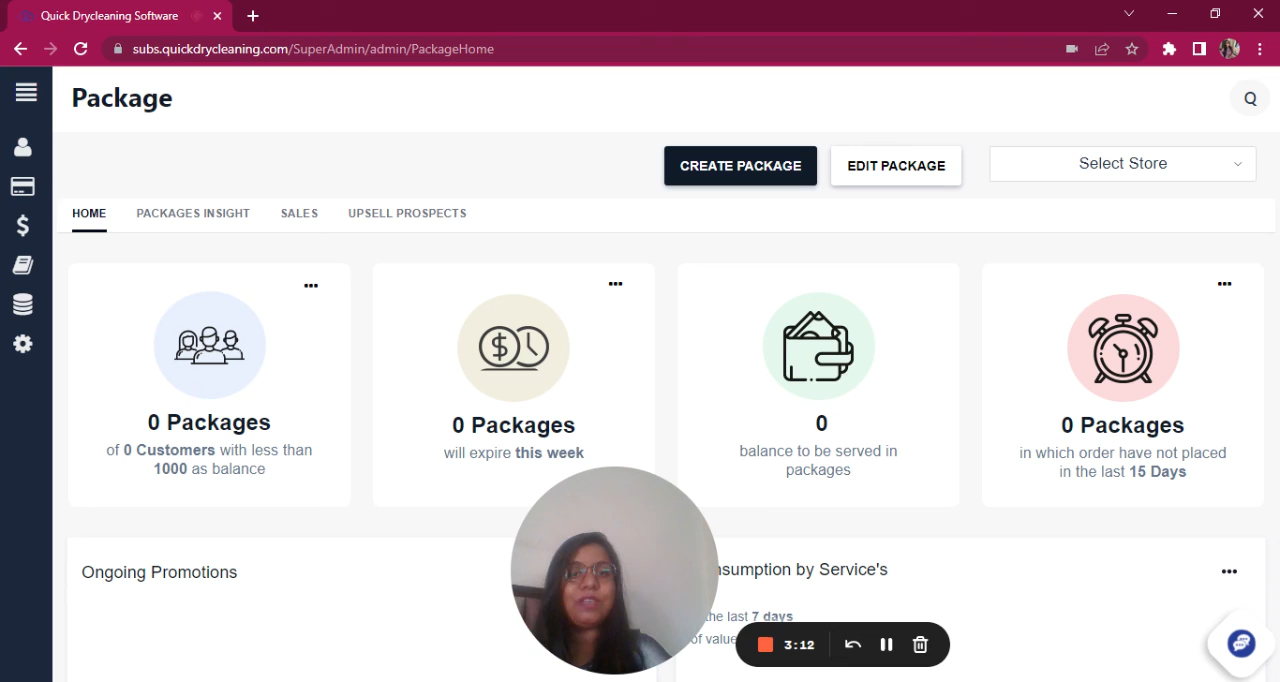 Quick Drycleaning Software
subs.quickdrycleaning.com/SuperAdmin/admin/PackageHome
Package
Q
CREATE PACKAGE
EDIT PACKAGE
Select Store
HOME
PACKAGES INSIGHT
SALES
UPSELL PROSPECTS
0 Packages
of 0 Customers with less than
1000 as balance
0 Packages
will expire this week
0
balance to be served in
packages
0 Packages
in which order have not placed
in the last 15 Days
Ongoing Promotions
by Service's
the last 7 days
of value
3:12